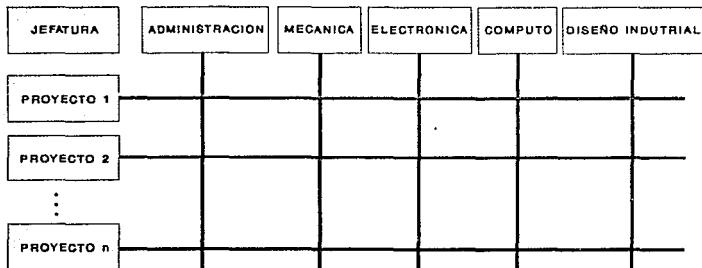 JEFATURA ADMINISTRACION MECANICA ELECTRONICA COMPUTO DISEÑO INDUTRIAL
PROYECTO 1
PROYECTO 2
PROYECTO n